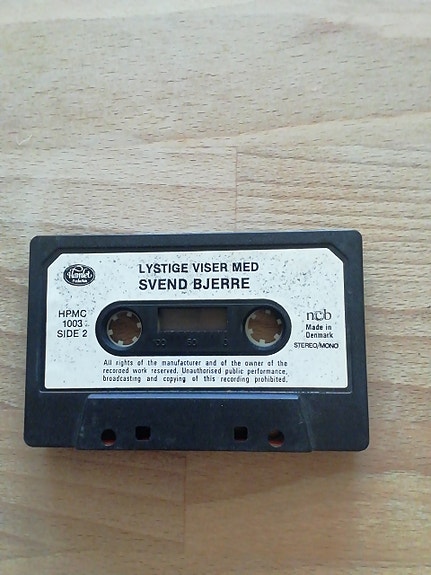 LYSTIGE VISER MED
SVEND BJERRE
Hamlet
HPMC
1003
SIDE 2
ncb
Made in
Denmark
STEREO/MONO
All rights of the manufacturer and of the owner of the
recorded work reserved. Unauthorised public performance,
broadcasting and copying of this recording prohibited.